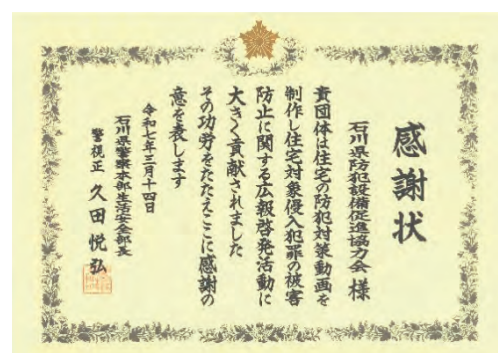 感謝状
石川県防犯設備促進協力会 様
貴団体は住宅の防犯対策動画を
制作し住宅対象侵入犯罪の被害
防止に関する広報啓発活動に
大きく貢献されました
その功労をたたえここに感謝の
意を表します
令和七年三月十四日
石川県警察本部生活安全部長
警視正 久田悦弘